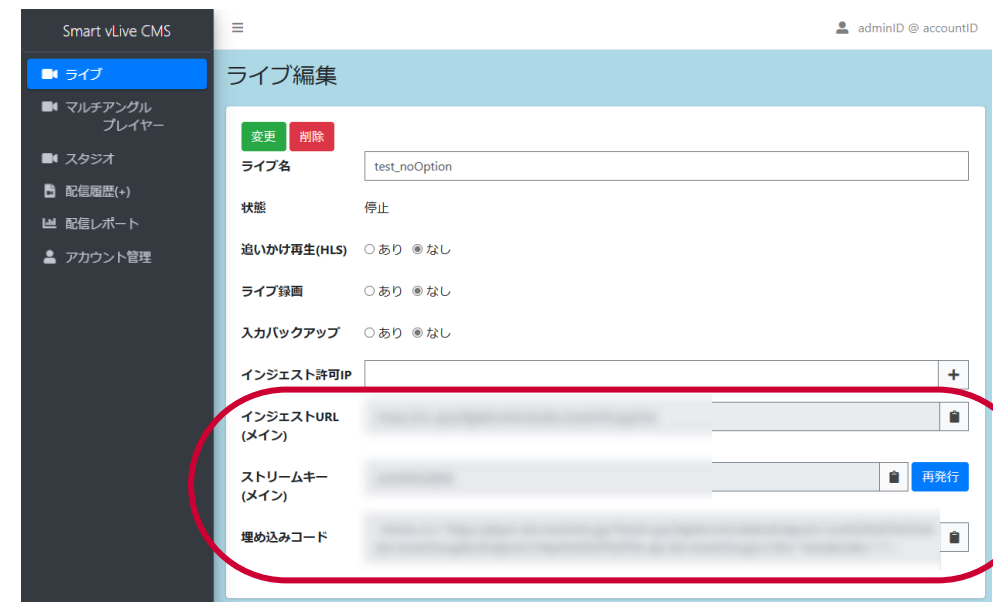 Smart vLive CMS
adminID @ accountID
ライブ
マルチアングル
プレイヤー
スタジオ
配信履歴(+)
配信レポート
アカウント管理
ライブ編集
変更 削除
ライブ名 test_noOption
状態 停止
追いかけ再生(HLS) あり なし
ライブ録画 あり なし
入力バックアップ あり なし
インジェスト許可IP
インジェストURL
(メイン)
ストリームキー
(メイン)
再発行
埋め込みコード